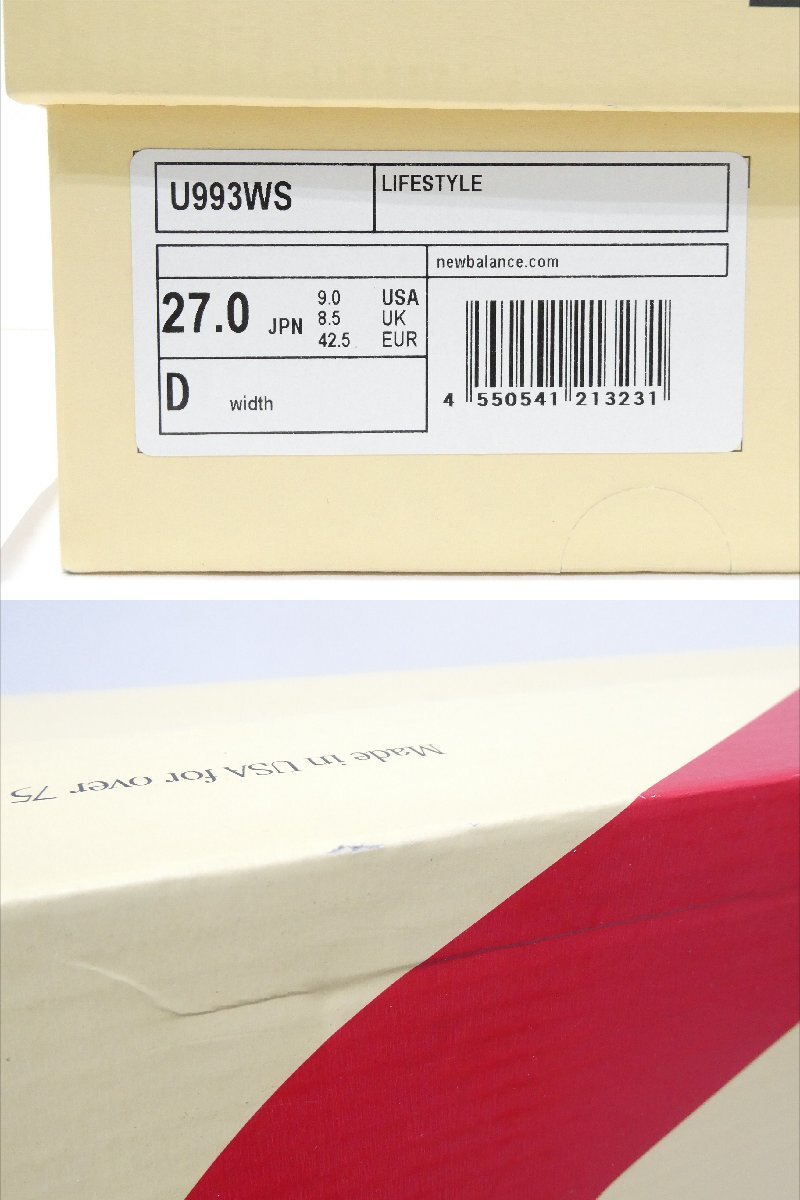 U993WS
LIFESTYLE
newbalance.com
27.0 JPN
9.0 USA
8.5 UK
42.5 EUR
D width
4 550541 213231
Made in USA for over 75